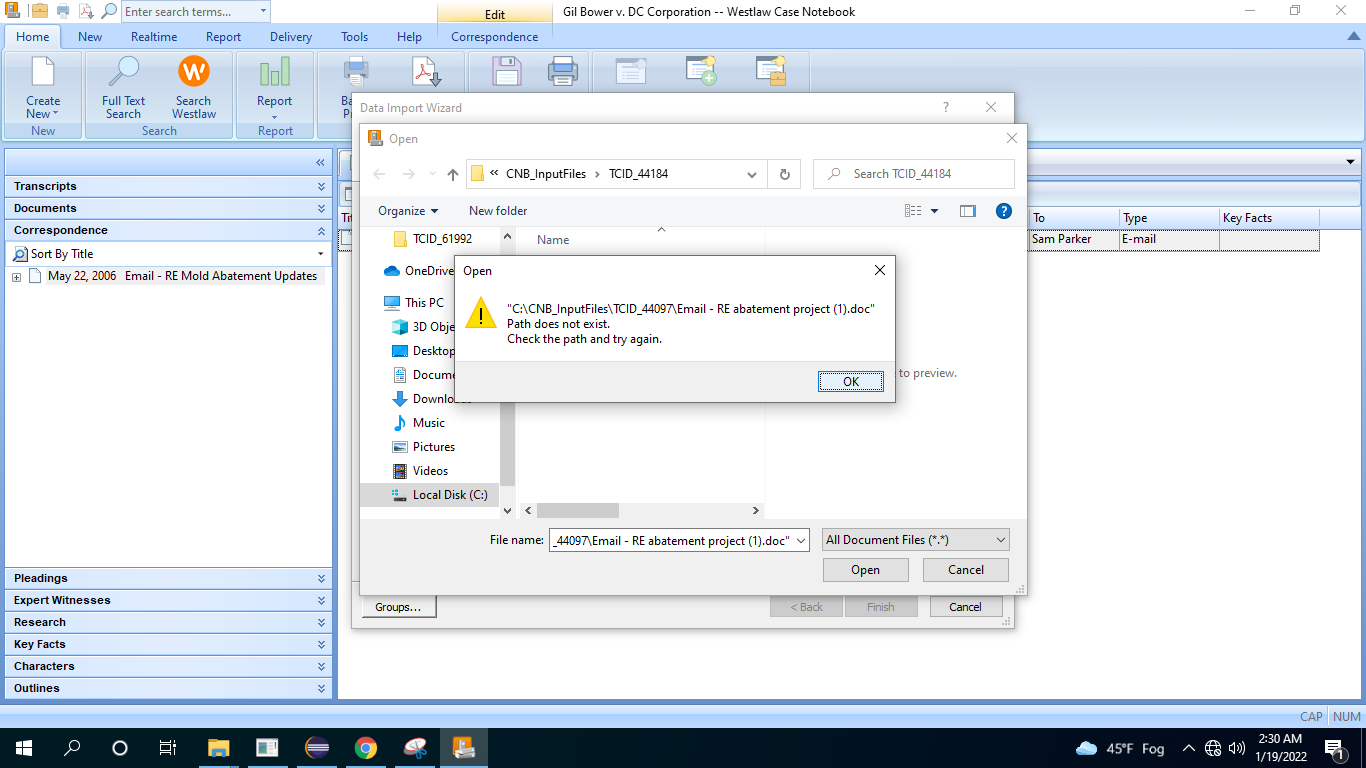 Enter search terms...
Edit
Gil Bower v. DC Corporation -- Westlaw Case Notebook
Home New Realtime Report Delivery Tools Help Correspondence
Create New
Full Text Search
Search Westlaw
Report
New
Search
Report
Data Import Wizard
?
Open
« CNB_InputFiles › TCID_44184
Search TCID_44184
Organize
New folder
?
Transcripts
Documents
Correspondence
Sort By Title
May 22, 2006 Email - RE Mold Abatement Updates
To
Type
Key Facts
Sam Parker
E-mail
TCID_61992
OneDrive
This PC
3D Obje
Desktop
Docume
Music
Pictures
Videos
Local Disk (C:)
Name
Open
"C:\CNB_InputFiles\TCID_44097\Email - RE abatement project (1).doc"
Path does not exist.
Check the path and try again.
OK
to preview.
File name:
_44097\Email - RE abatement project (1).doc"
All Document Files (*.*)
Open
Cancel
Groups...
< Back
Finish
Cancel
Pleadings
Expert Witnesses
Research
Key Facts
Characters
Outlines
CAP NUM
45°F Fog
2:30 AM
1/19/2022
1